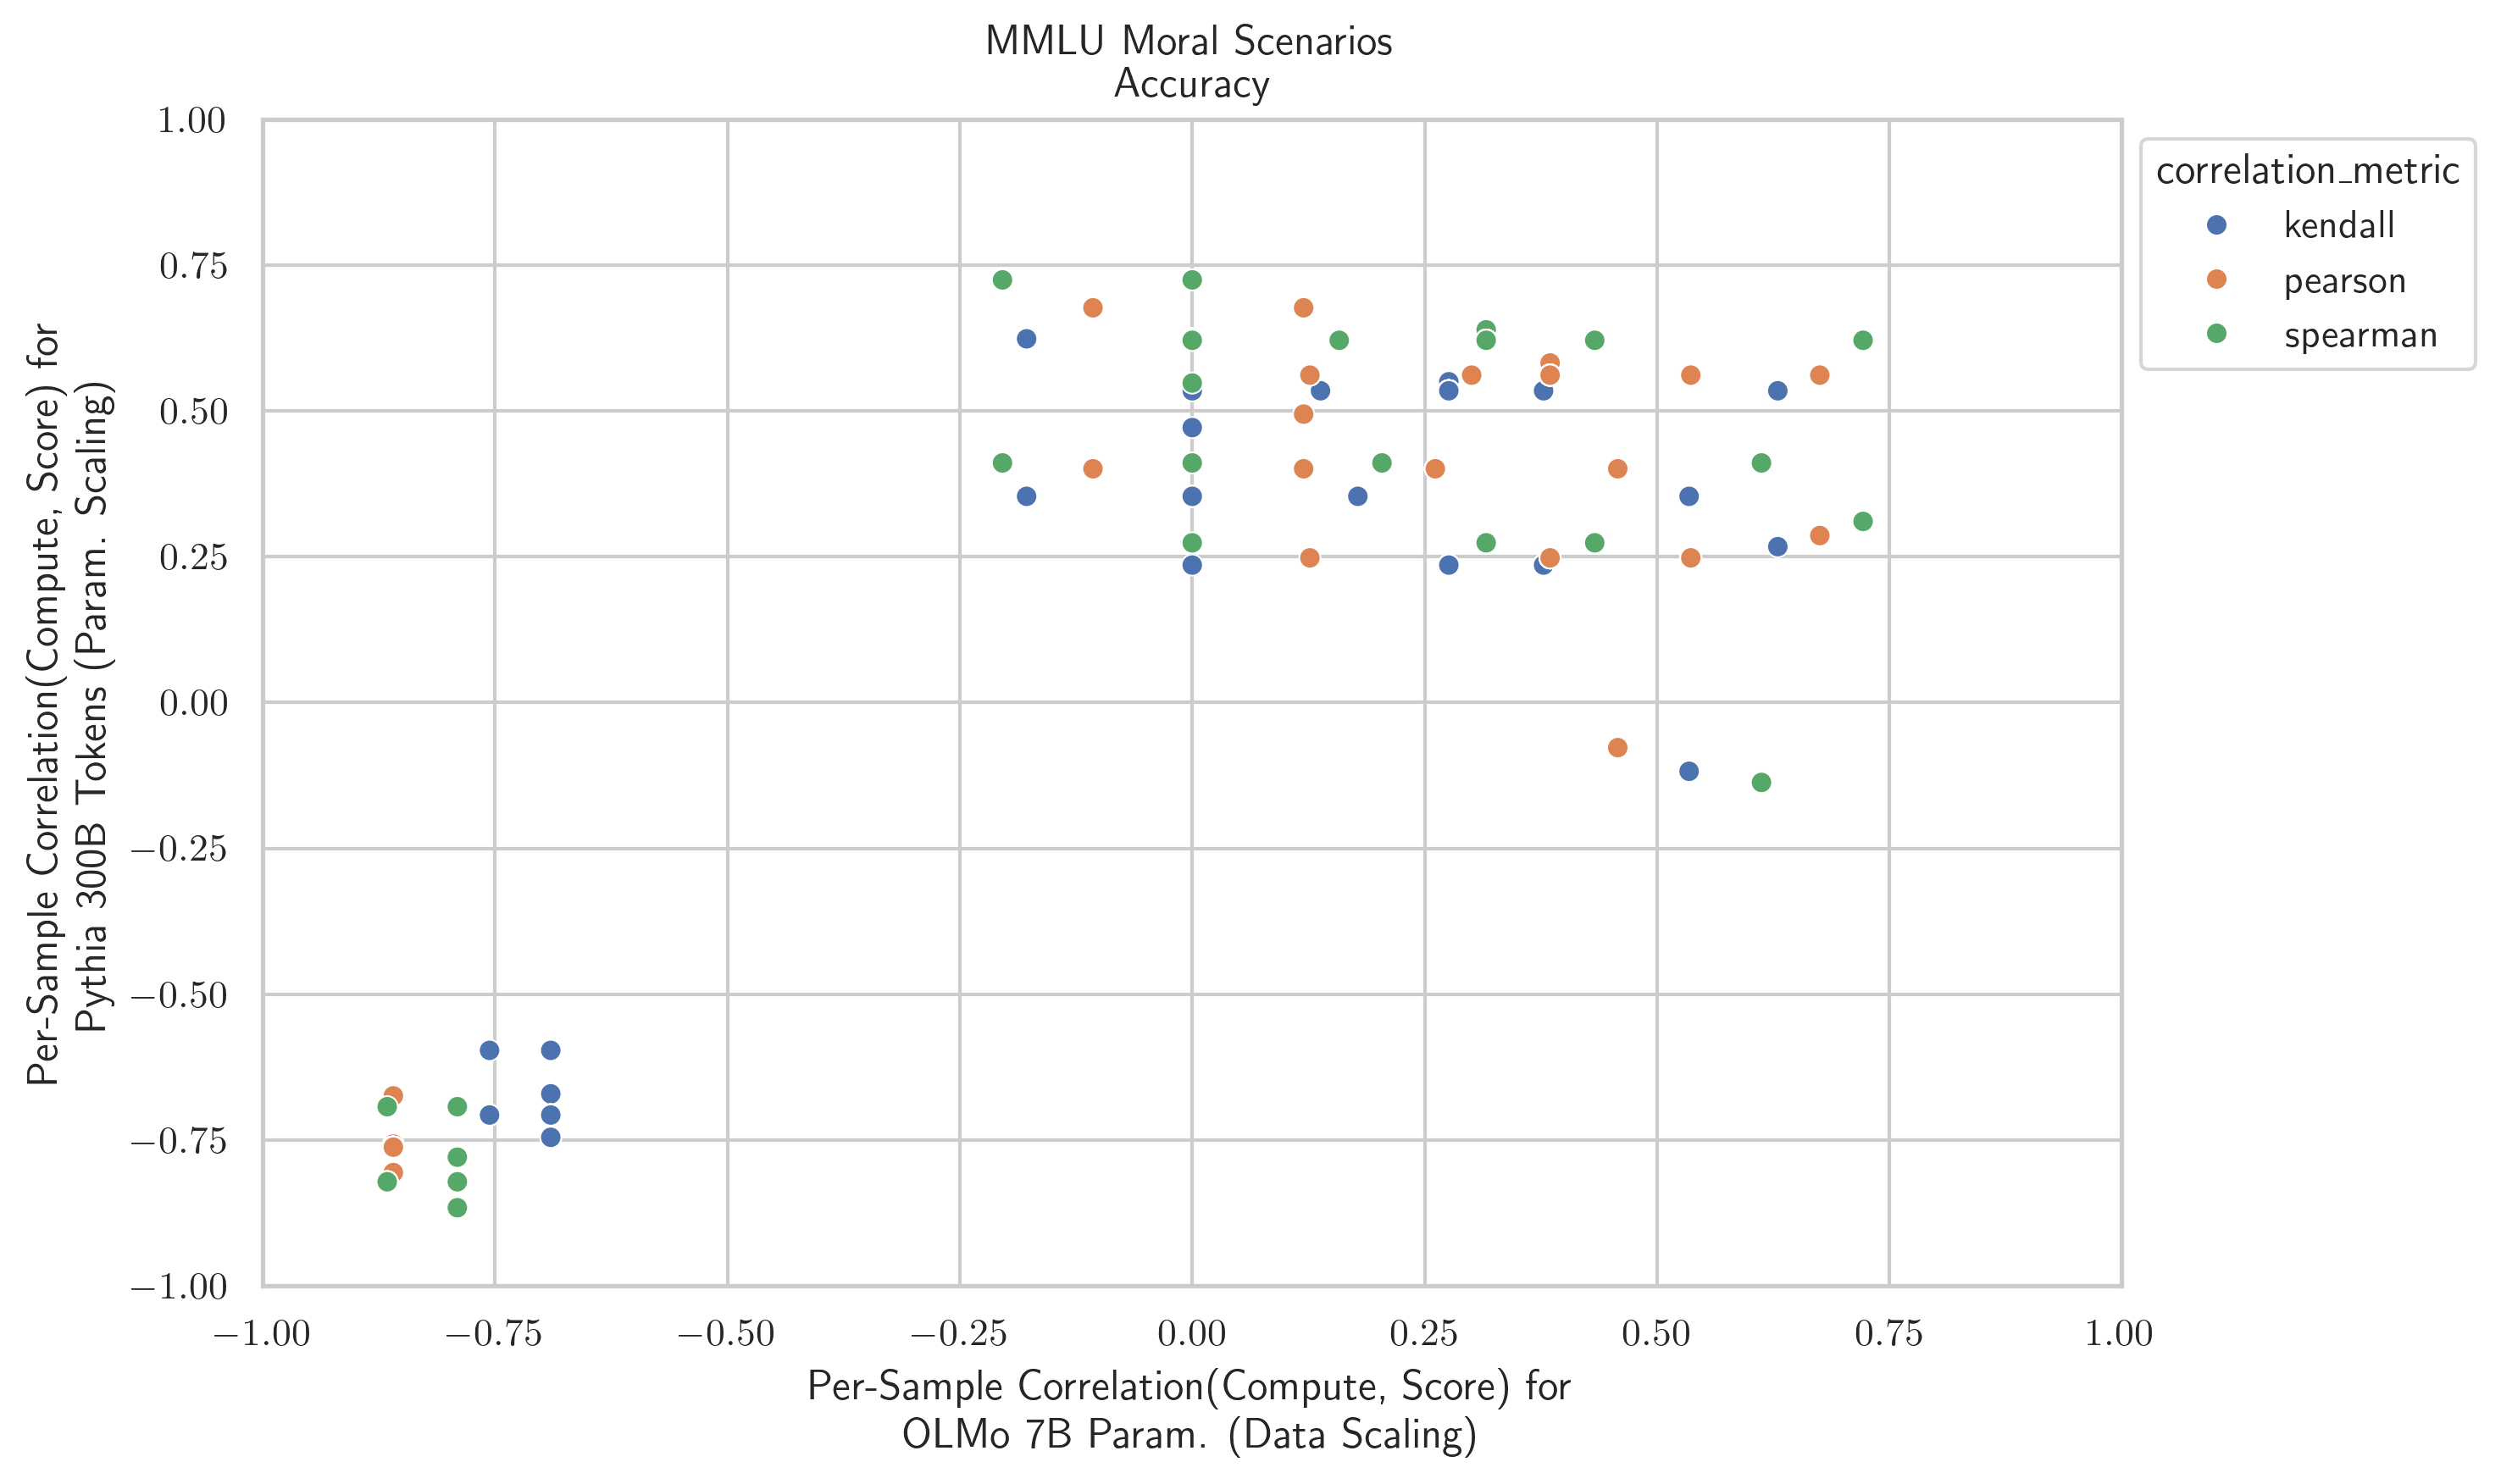 MMLU Moral Scenarios
Accuracy
Per-Sample Correlation(Compute, Score) for
Pythia 300B Tokens (Param. Scaling)
1.00
0.75
0.50
0.25
0.00
−0.25
−0.50
−0.75
−1.00
−1.00
−0.75
−0.50
−0.25
0.00
0.25
0.50
0.75
1.00
Per-Sample Correlation(Compute, Score) for
OLMo 7B Param. (Data Scaling)
correlation_metric
kendall
pearson
spearman